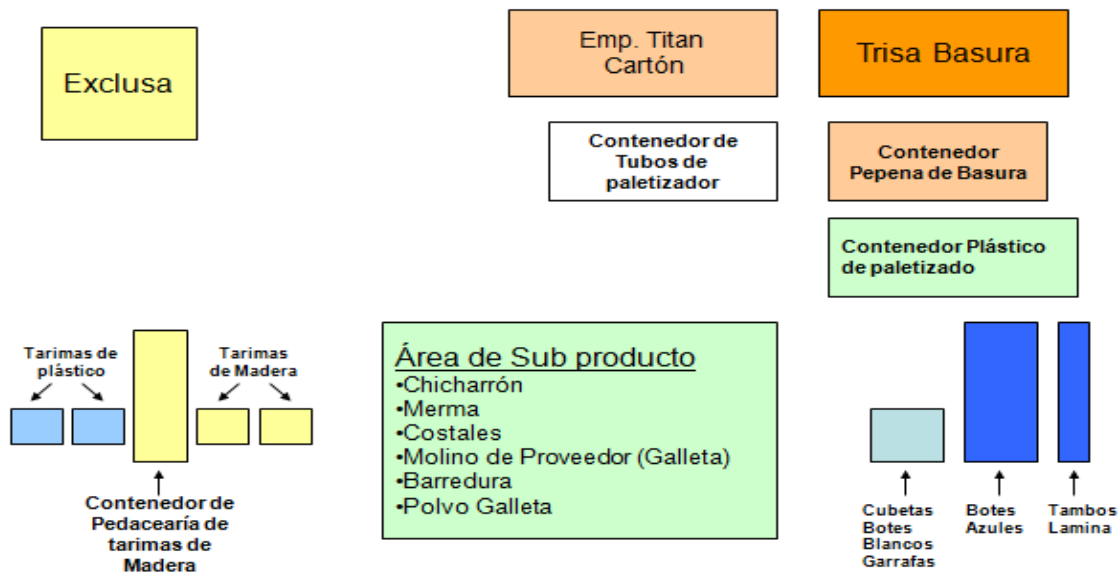 Exclusa
Emp. Titan
Cartón
Trisa Basura
Contenedor de
Tubos de
paletizador
Contenedor
Pepena de Basura
Contenedor Plástico
de paletizado
Tarimas de
plástico
Tarimas
de Madera
Contenedor de
Pedacearía de
tarimas de
Madera
Área de Sub producto
•Chicharrón
•Merma
•Costales
•Molino de Proveedor (Galleta)
•Barredura
•Polvo Galleta
Cubetas
Botes
Blancos
Garrafas
Botes
Azules
Tambos
Lamina